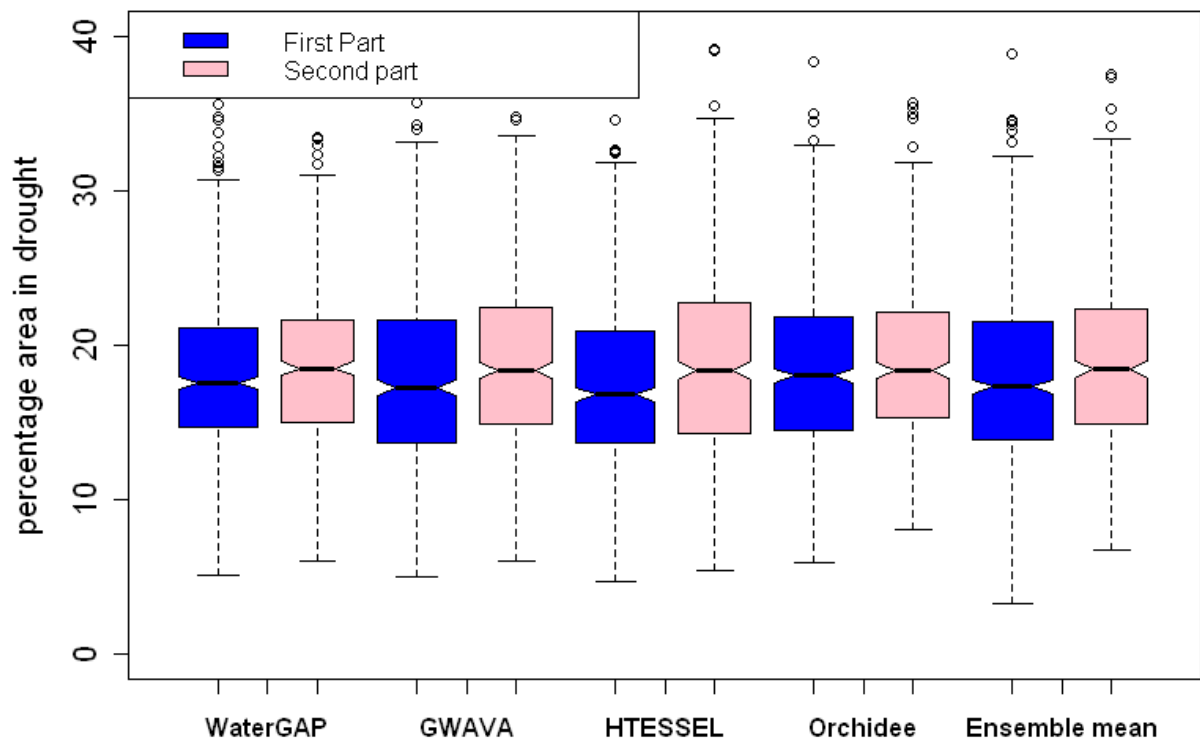 First Part
Second part
percentage area in drought
40
30
20
10
0
WaterGAP GWAVA HTESSEL Orchidee Ensemble mean